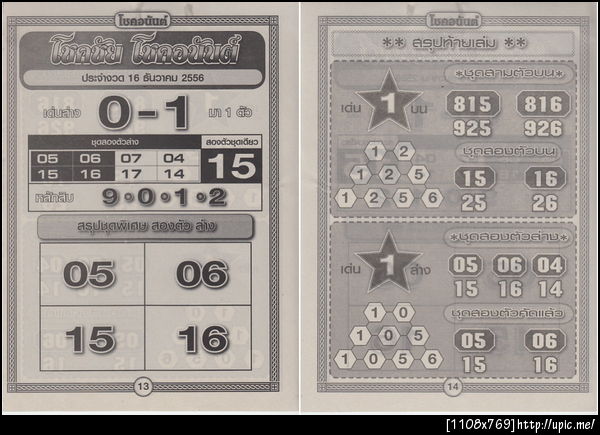 โชคอนันต์
โชคชัย โชคอนันต์
ประจำงวด 16 ธันวาคม 2556
เด่นล่าง 0-1 มา 1 ตัว
ชุดสองตัวล่าง สองตัวชุดเดียว
05 06 07 04 15
15 16 17 14
หลักสิบ 9•0•1•2
สรุปชุดพิเศษ สองตัว ล่าง
05 06
15 16
13
โชคอนันต์
** สรุปท้ายเล่ม **
*ชุดสามตัวบน*
เด่น 1 บน 815 816
925 926
ชุดสองตัวบน
1 2
1 2 5
1 2 5 6
15 16
25 26
*ชุดสองตัวล่าง*
เด่น 1 ล่าง 05 06 04
15 16 14
ชุดสองตัวคัดแล้ว
1 0
1 0 5
1 0 5 6
05 06
15 16
14
[1108x769]http://upic.me/